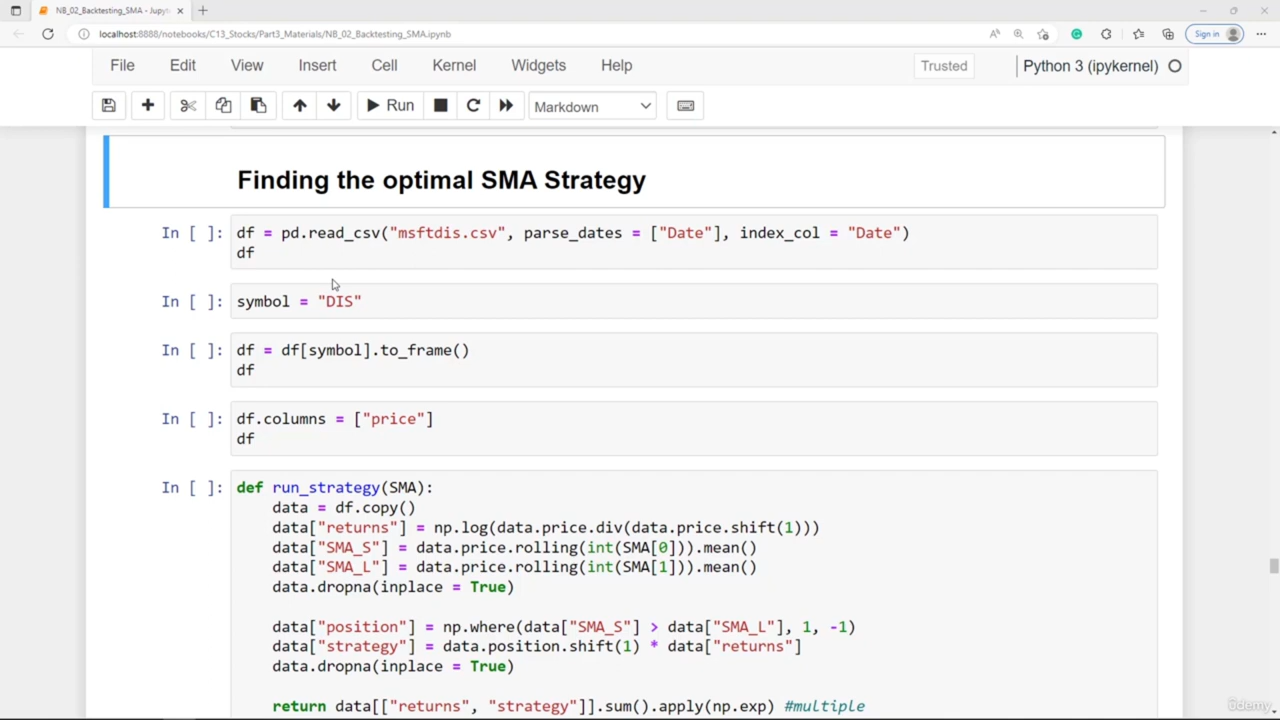 NB_02_Backtesting_SMA - Jupyt
localhost:8888/notebooks/C13_Stocks/Part3_Materials/NB_02_Backtesting_SMA.ipynb
Sign in
File Edit View Insert Cell Kernel Widgets Help Trusted Python 3 (ipykernel)
Run Markdown
Finding the optimal SMA Strategy
In [ ]: df = pd.read_csv("msftdis.csv", parse_dates = ["Date"], index_col = "Date")
df
In [ ]: symbol = "DIS"
In [ ]: df = df[symbol].to_frame()
df
In [ ]: df.columns = ["price"]
df
In [ ]: def run_strategy(SMA):
data = df.copy()
data["returns"] = np.log(data.price.div(data.price.shift(1)))
data["SMA_S"] = data.price.rolling(int(SMA[0])).mean()
data["SMA_L"] = data.price.rolling(int(SMA[1])).mean()
data.dropna(inplace = True)
data["position"] = np.where(data["SMA_S"] > data["SMA_L"], 1, -1)
data["strategy"] = data.position.shift(1) * data["returns"]
data.dropna(inplace = True)
return data[["returns", "strategy"]].sum().apply(np.exp) #multiple
ûdemy